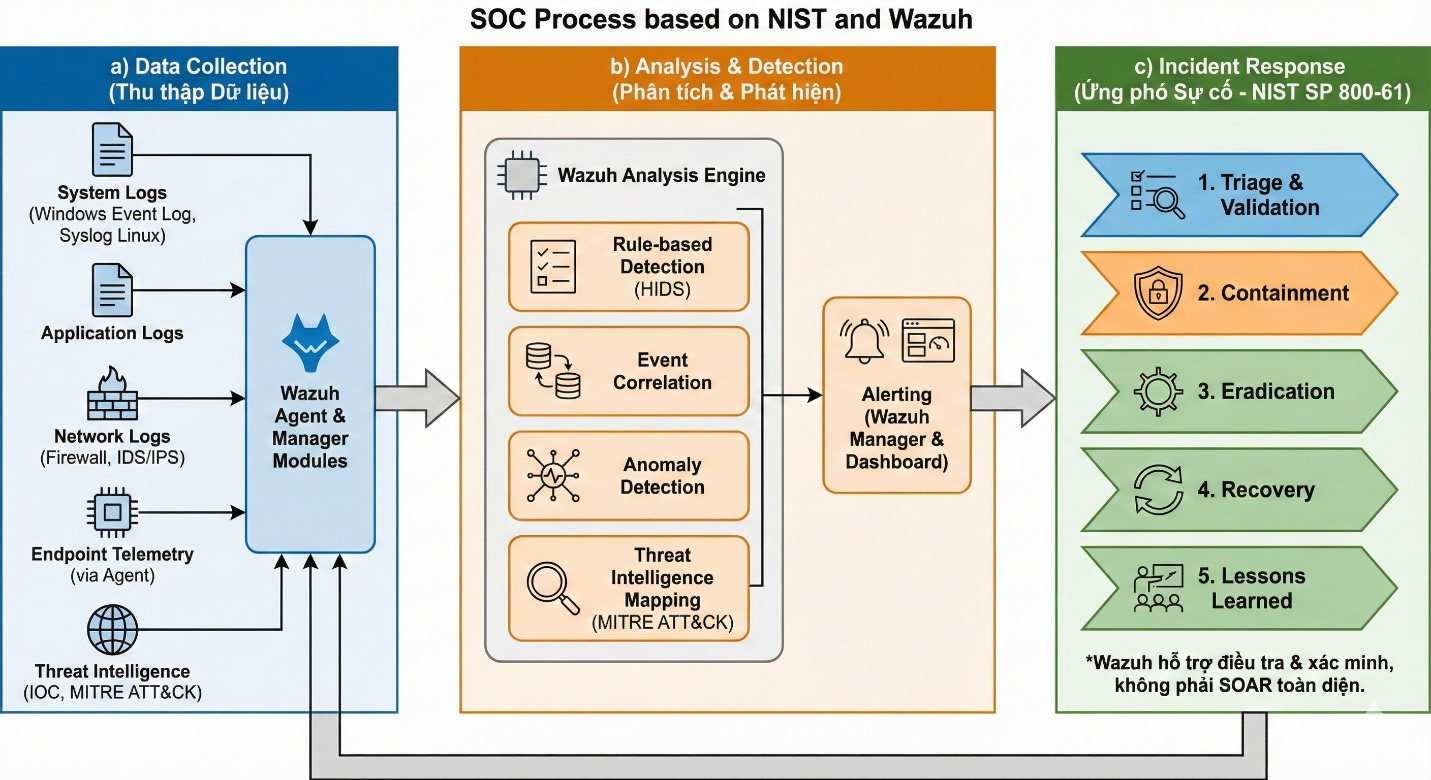 SOC Process based on NIST and Wazuh
a) Data Collection
(Thu thập Dữ liệu)
System Logs
(Windows Event Log,
Syslog Linux)
Application Logs
Network Logs
(Firewall, IDS/IPS)
Endpoint Telemetry
(via Agent)
Threat Intelligence
(IOC, MITRE ATT&CK)
Wazuh
Agent &
Manager
Modules
b) Analysis & Detection
(Phân tích & Phát hiện)
Wazuh Analysis Engine
Rule-based
Detection
(HIDS)
Event
Correlation
Anomaly
Detection
Threat
Intelligence
Mapping
(MITRE ATT&CK)
Alerting
(Wazuh
Manager &
Dashboard)
c) Incident Response
(Ứng phó Sự cố - NIST SP 800-61)
1. Triage &
Validation
2. Containment
3. Eradication
4. Recovery
5. Lessons
Learned
*Wazuh hỗ trợ điều tra & xác minh,
không phải SOAR toàn diện.